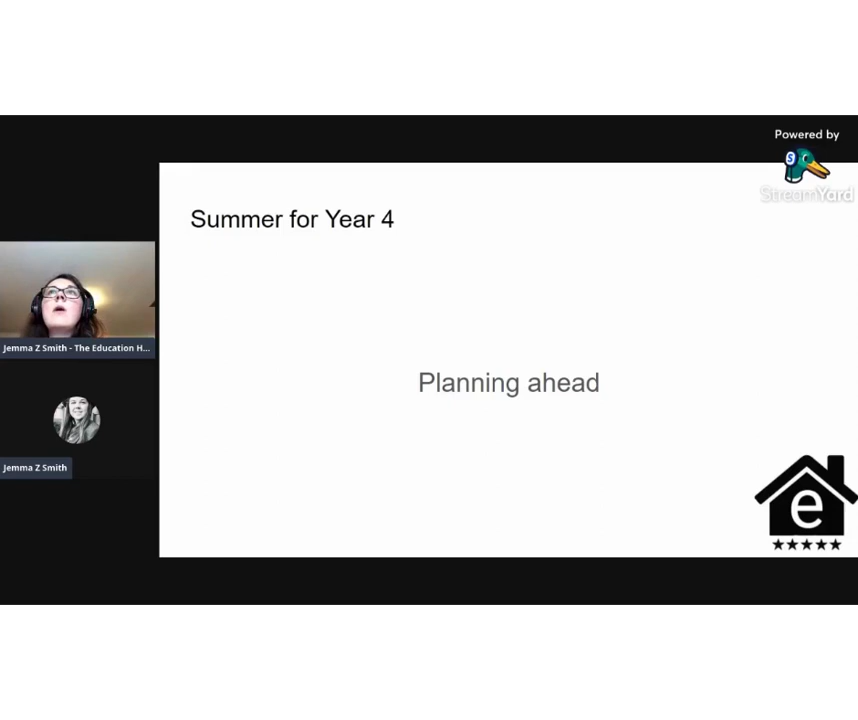 Powered by
S
StreamYard
Summer for Year 4
Jemma Z Smith - The Education H...
Planning ahead
Jemma Z Smith
e